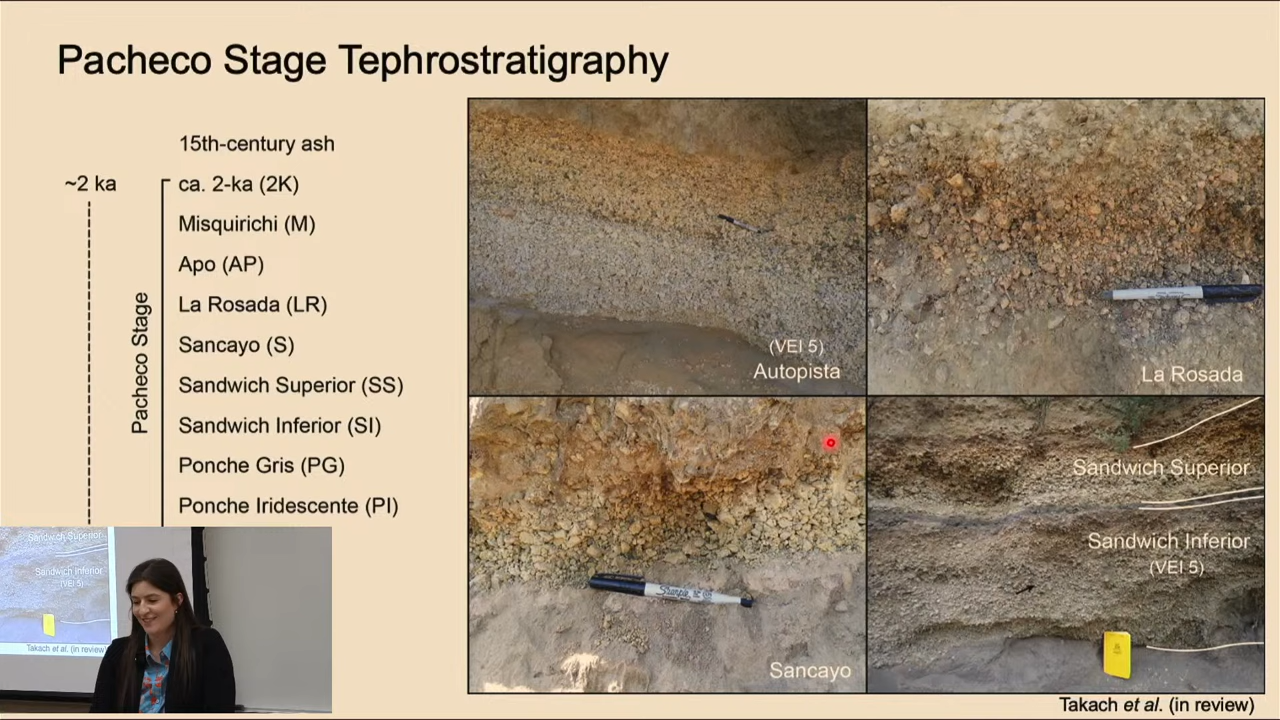 Pacheco Stage Tephrostratigraphy
15th-century ash
~2 ka
ca. 2-ka (2K)
Misquirichi (M)
Apo (AP)
La Rosada (LR)
Sancayo (S)
Sandwich Superior (SS)
Sandwich Inferior (SI)
Ponche Gris (PG)
Ponche Iridescente (PI)
Pacheco Stage
(VEI 5)
Autopista
La Rosada
Sharpie
Sancayo
Sandwich Superior
Sandwich Inferior
(VEI 5)
Takach et al. (in review)
Sandwich Superior
Sandwich Inferior
(VEI 5)
Takach et al. (in review)